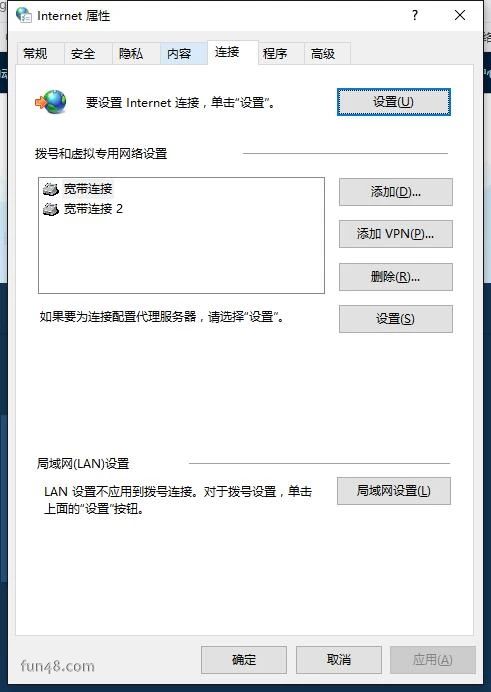 Internet 属性
常规 安全 隐私 内容 连接 程序 高级
要设置 Internet 连接，单击“设置”。
设置(U)
拨号和虚拟专用网络设置
宽带连接
宽带连接 2
添加(D)...
添加 VPN(P)...
删除(R)...
如果要为连接配置代理服务器，请选择“设置”。
设置(S)
局域网(LAN)设置
LAN 设置不应用到拨号连接。对于拨号设置，单击
上面的“设置”按钮。
局域网设置(L)
确定 取消 应用(A)
fun48.com